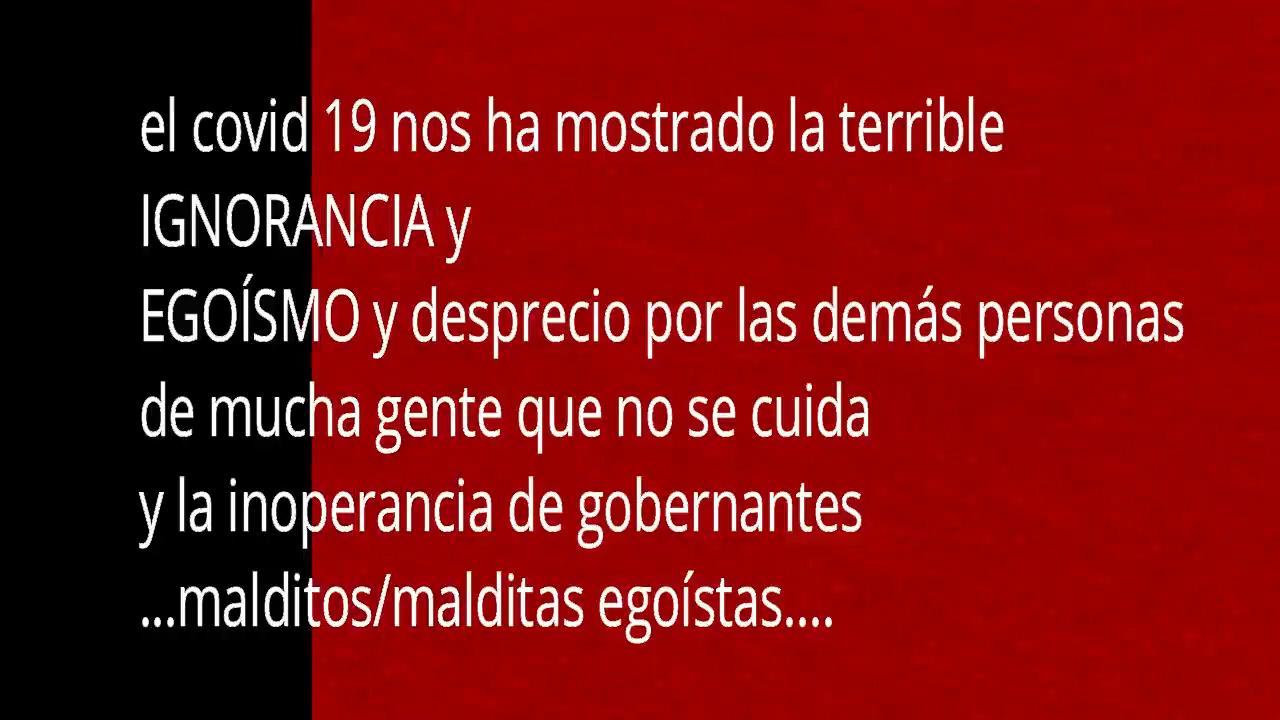 el covid 19 nos ha mostrado la terrible
IGNORANCIA y
EGOÍSMO y desprecio por las demás personas
de mucha gente que no se cuida
y la inoperancia de gobernantes
...malditos/malditas egoístas....